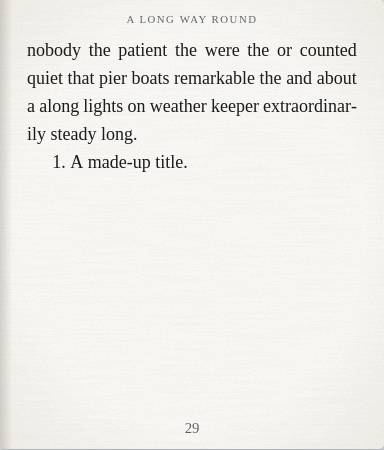 A LONG WAY ROUND
nobody the patient the were the or counted
quiet that pier boats remarkable the and about
a along lights on weather keeper extraordinar-
ily steady long.
1. A made-up title.
29